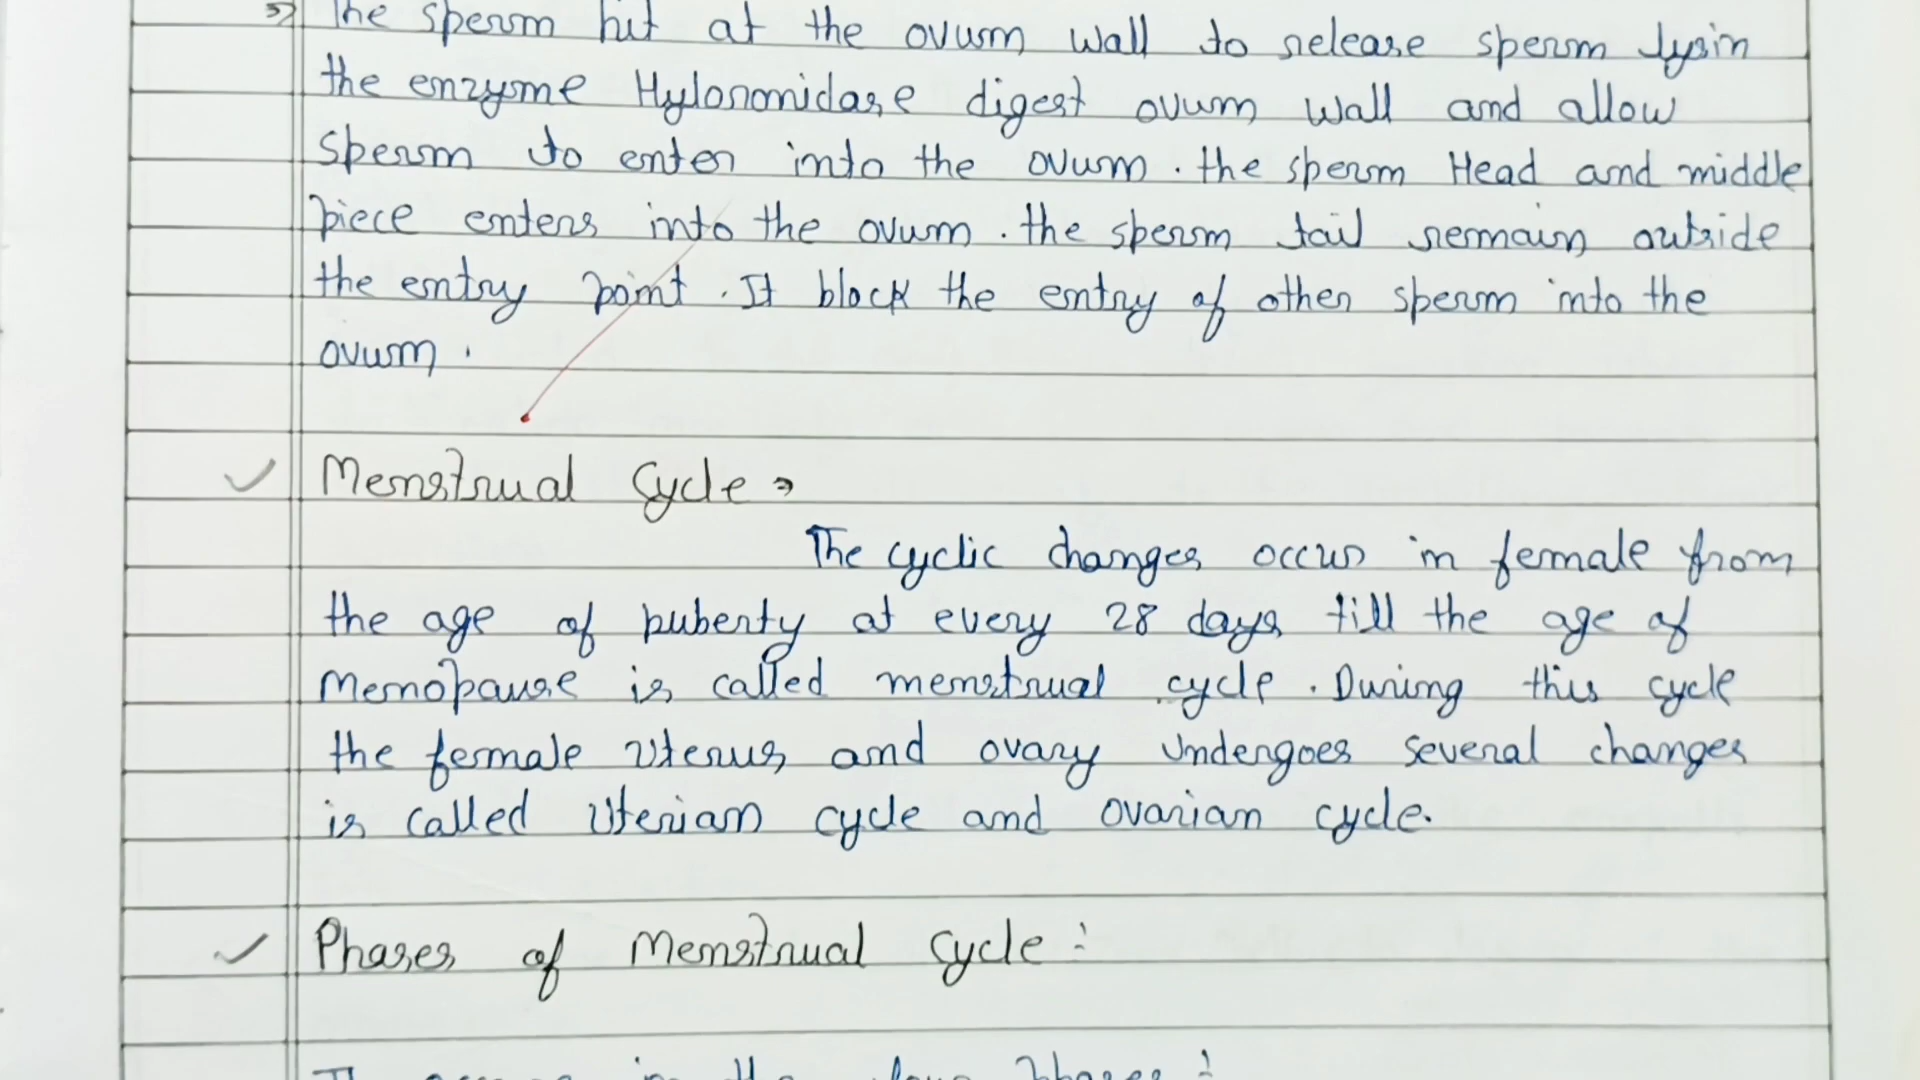 => The sperm hit at the ovum wall to release sperm lysin
the enzyme Hyloronidase digest ovum wall and allow
sperm to enter into the ovum. the sperm Head and middle
piece enters into the ovum. the sperm tail remain outside
the entry point. It block the entry of other sperm into the
ovum.
✓ Menstrual Cycle →
The cyclic changes occur in female from
the age of puberty at every 28 days till the age of
Menopause is called menstrual cycle. During this cycle
the female uterus and ovary undergoes several changes
is called uterian cycle and ovarian cycle.
✓ Phases of Menstrual Cycle :
in the phases :